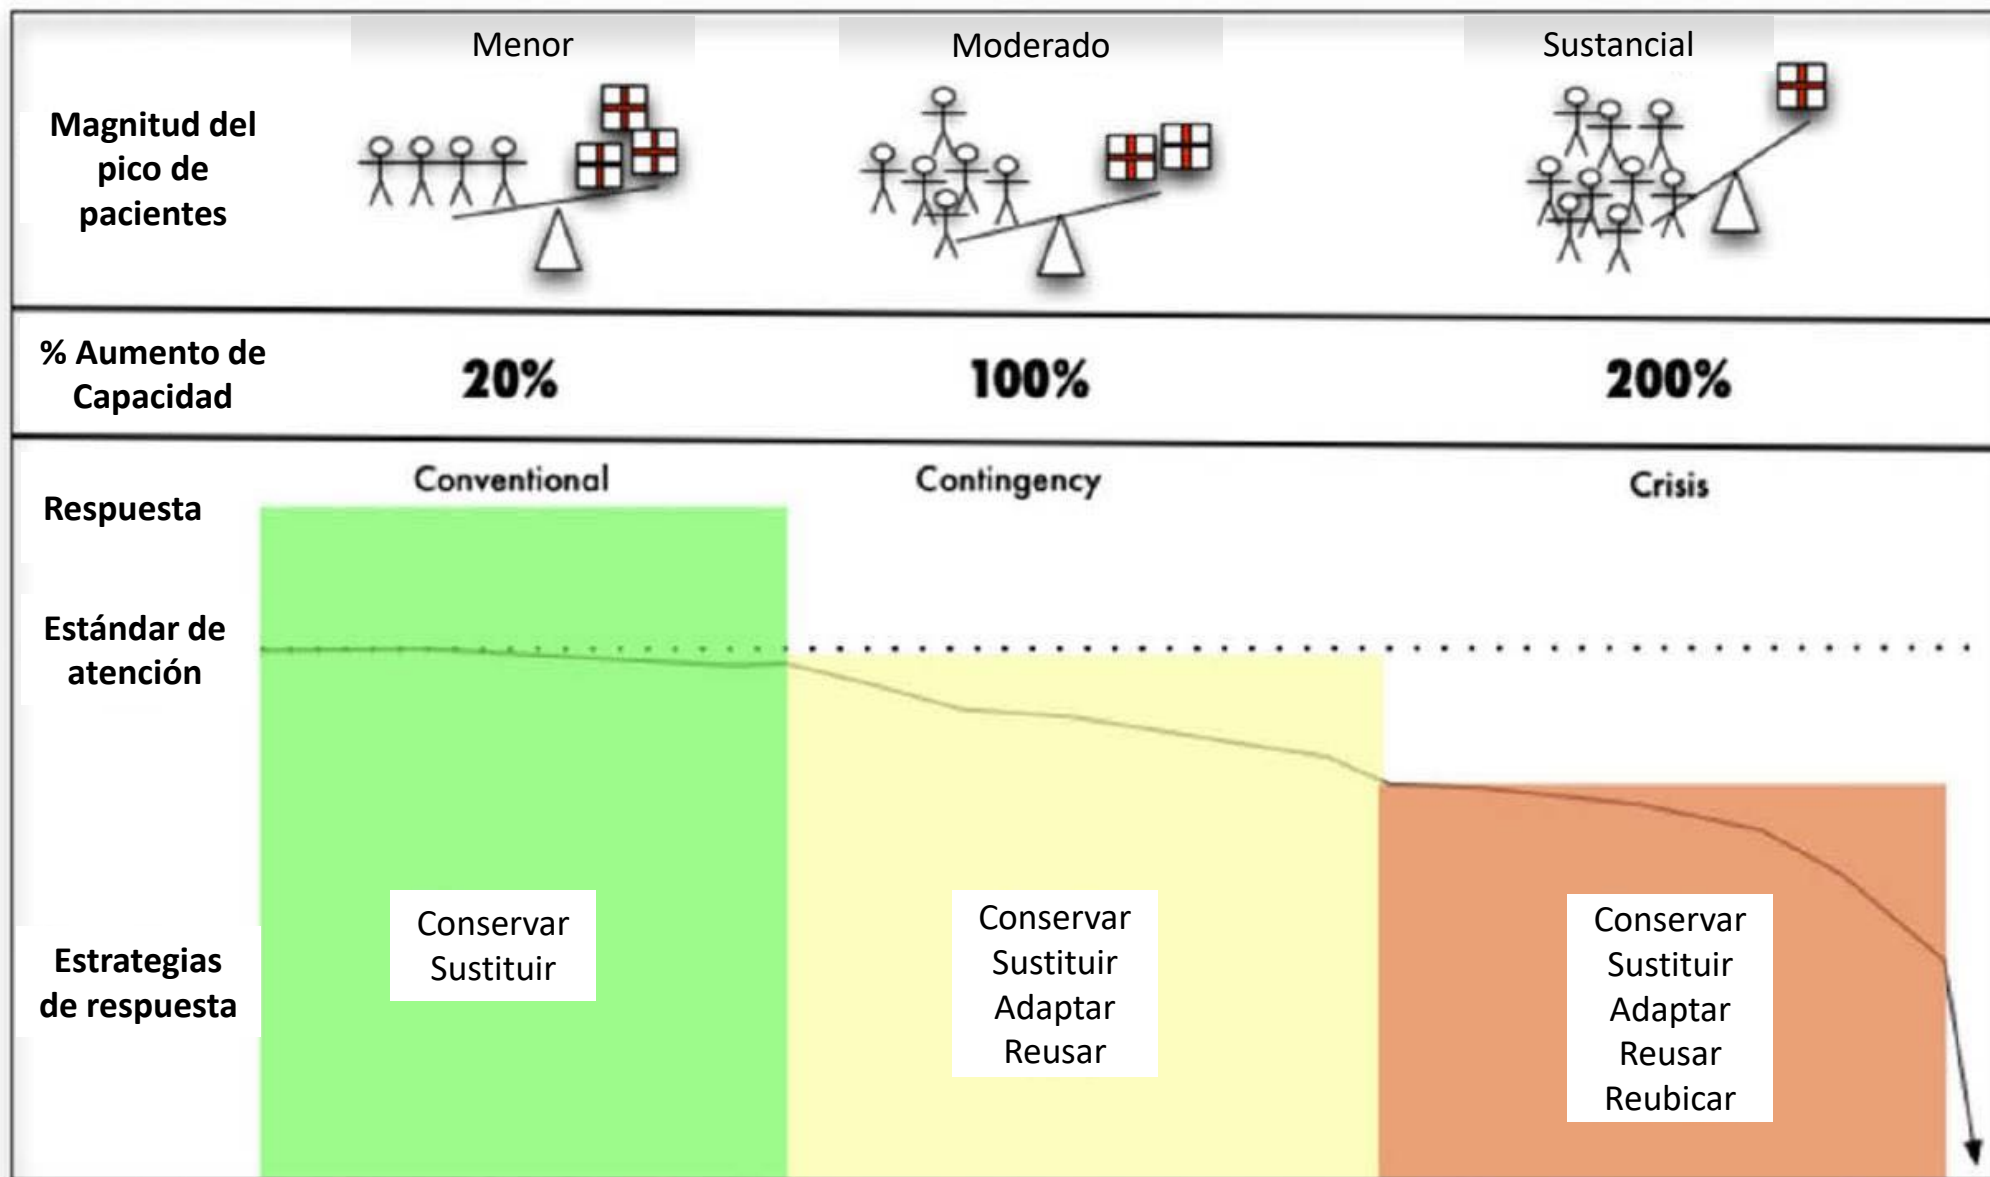 Menor
Moderado
Sustancial
Magnitud del
pico de
pacientes
% Aumento de
Capacidad
20%
100%
200%
Respuesta
Conventional
Contingency
Crisis
Estándar de
atención
Estrategias
de respuesta
Conservar
Sustituir
Conservar
Sustituir
Adaptar
Reusar
Conservar
Sustituir
Adaptar
Reusar
Reubicar